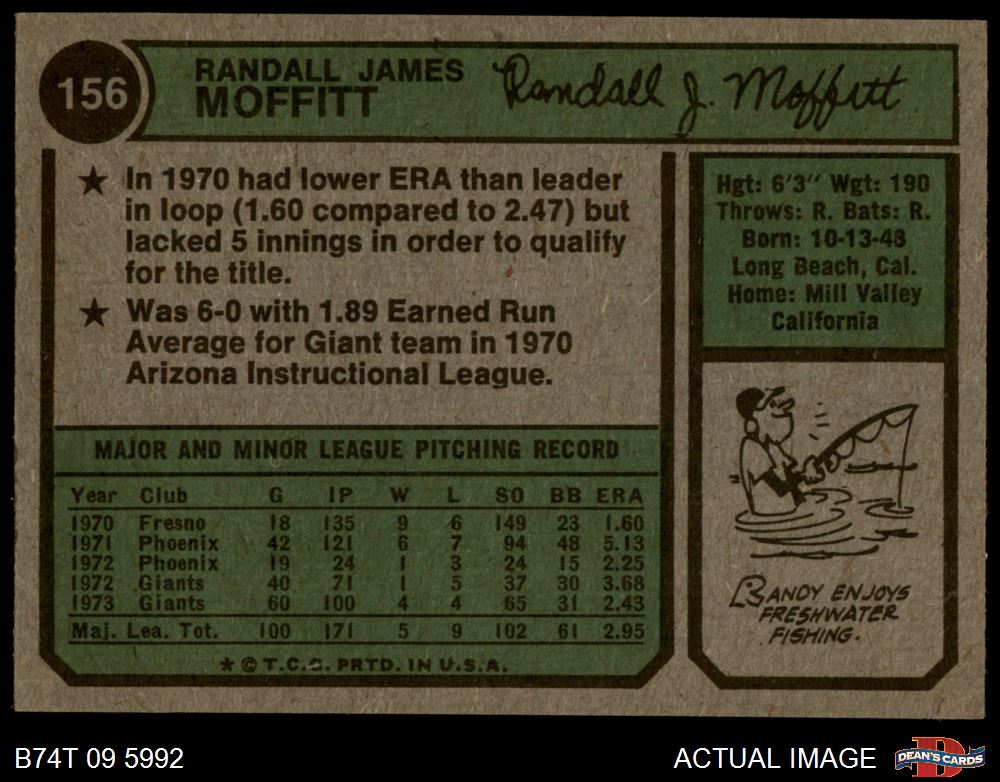 156
RANDALL JAMES
MOFFITT
Randall J. Moffitt
★ In 1970 had lower ERA than leader
in loop (1.60 compared to 2.47) but
lacked 5 innings in order to qualify
for the title.
★ Was 6-0 with 1.89 Earned Run
Average for Giant team in 1970
Arizona Instructional League.
Hgt: 6'3" Wgt: 190
Throws: R. Bats: R.
Born: 10-13-48
Long Beach, Cal.
Home: Mill Valley
California
MAJOR AND MINOR LEAGUE PITCHING RECORD
Year Club G IP W L SO BB ERA
1970 Fresno 18 135 9 6 149 23 1.60
1971 Phoenix 42 121 6 7 94 48 5.13
1972 Phoenix 19 24 1 3 24 15 2.25
1972 Giants 40 71 1 5 37 30 3.68
1973 Giants 60 100 4 4 65 31 2.43
Maj. Lea. Tot. 100 171 5 9 102 61 2.95
★ © T.C.G. PRTD. IN U.S.A.
RANDY ENJOYS
FRESHWATER
FISHING.
B74T 09 5992
ACTUAL IMAGE
D
DEAN'S CARDS